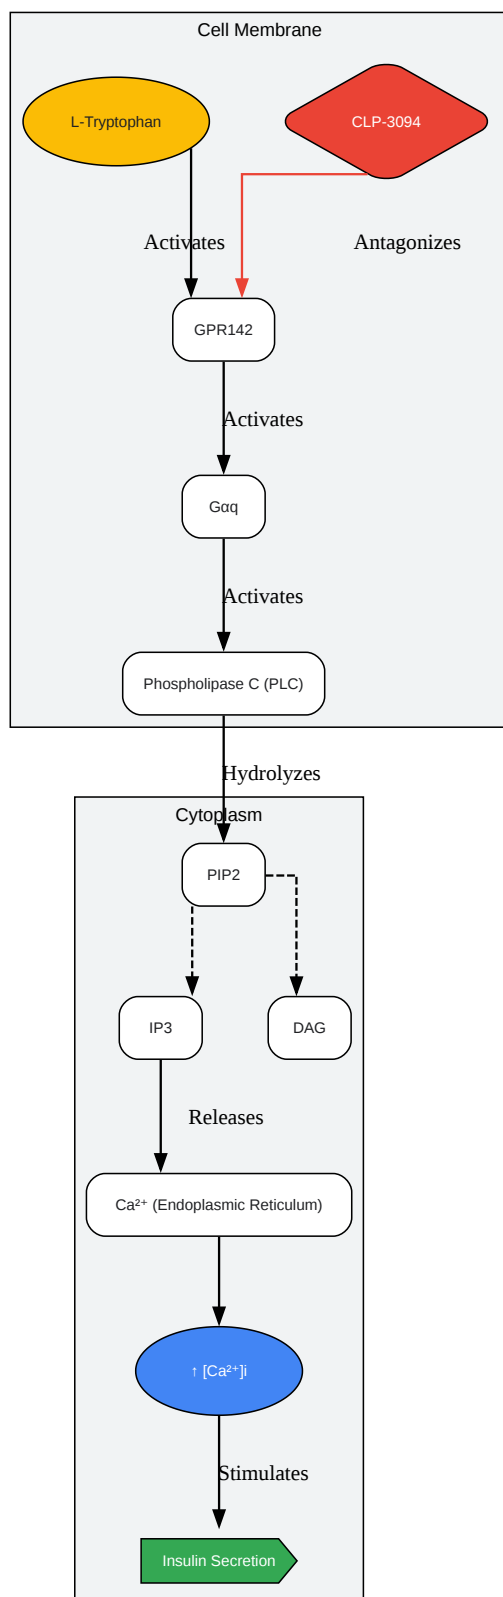 Cell Membrane
L-Tryptophan
CLP-3094
Activates
Antagonizes
GPR142
Activates
Gαq
Activates
Phospholipase C (PLC)
Hydrolyzes
Cytoplasm
PIP2
IP3
DAG
Releases
Ca²⁺ (Endoplasmic Reticulum)
↑ [Ca²⁺]i
Stimulates
Insulin Secretion